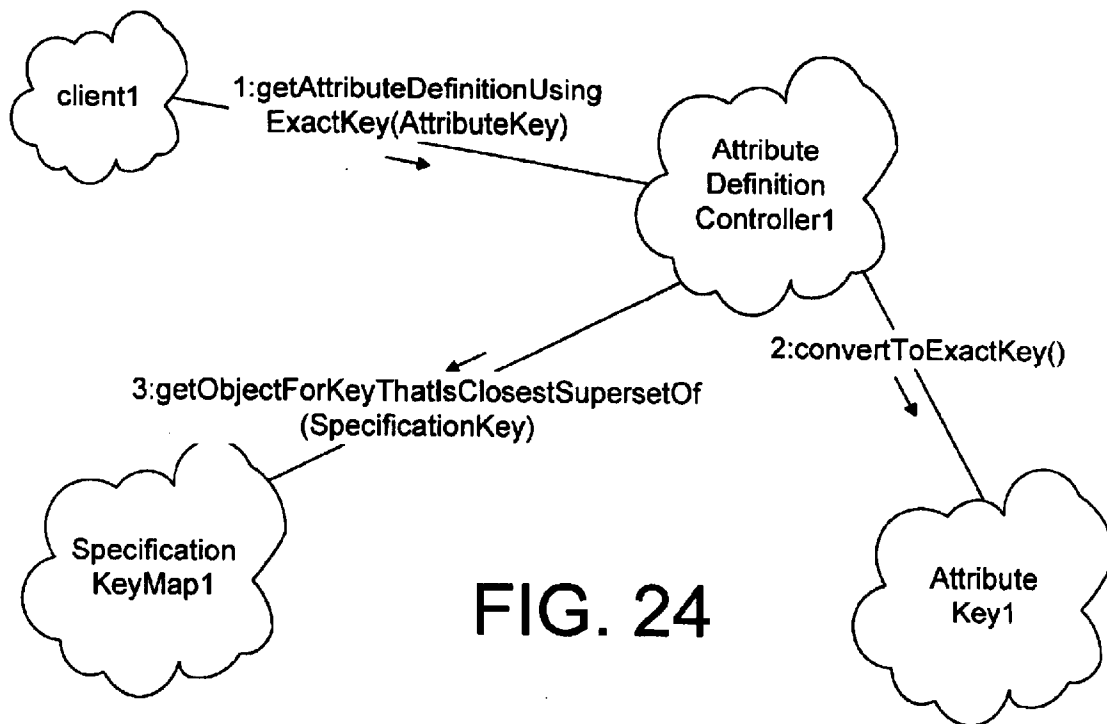 client1
1:getAttributeDefinitionUsing
ExactKey(AttributeKey)
Attribute
Definition
Controller1
2:convertToExactKey()
3:getObjectForKeyThatIsClosestSupersetOf
(SpecificationKey)
Specification
KeyMap1
Attribute
Key1
FIG. 24